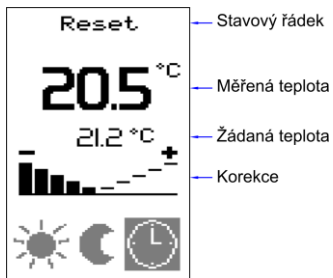 Reset
Stavový řádek
20.5 °C
Měřená teplota
21.2 °C
Žádaná teplota
- +
Korekce